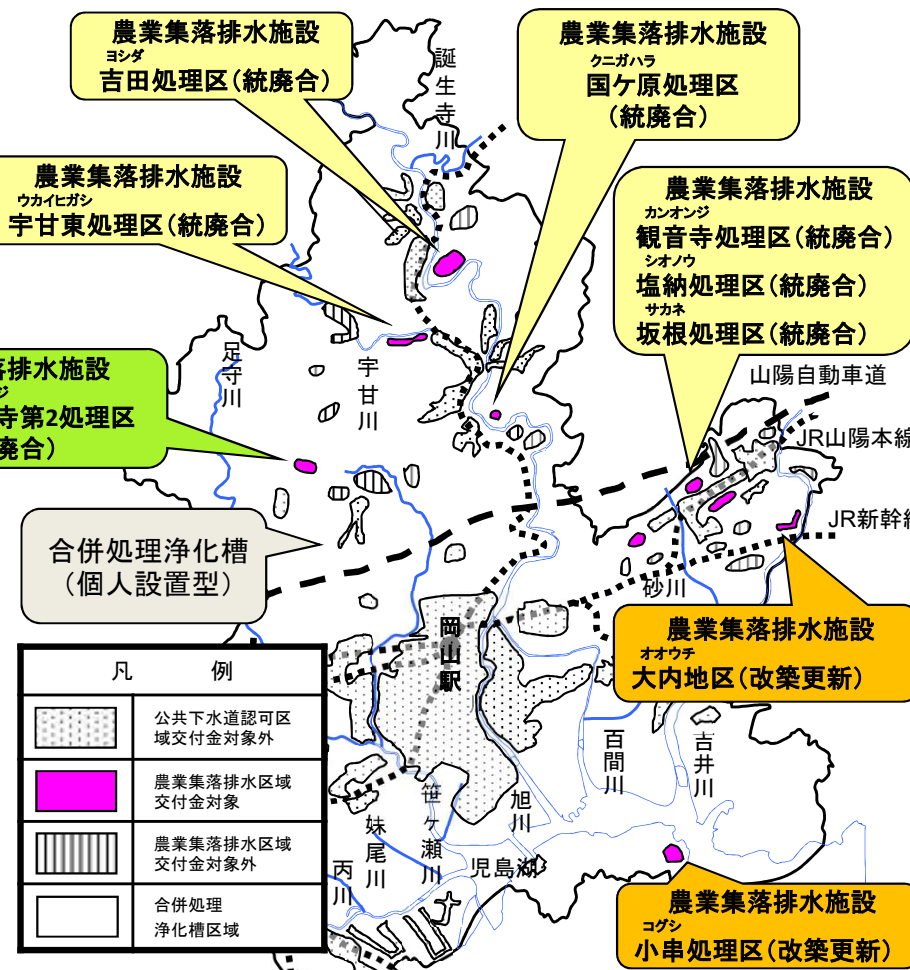 農業集落排水施設
ヨシダ
吉田処理区(統廃合)
農業集落排水施設
クニガハラ
国ケ原処理区
(統廃合)
誕生寺川
農業集落排水施設
ウカイヒガシ
宇甘東処理区(統廃合)
農業集落排水施設
カンオンジ
観音寺処理区(統廃合)
シオノウ
塩納処理区(統廃合)
サカネ
坂根処理区(統廃合)
落排水施設
ジ
寺第2処理区
廃合)
足守川
宇甘川
山陽自動車道
JR山陽本線
JR新幹線
合併処理浄化槽
(個人設置型)
砂川
農業集落排水施設
オオウチ
大内地区(改築更新)
岡山駅
凡 例
公共下水道認可区
域交付金対象外
農業集落排水区域
交付金対象
農業集落排水区域
交付金対象外
合併処理
浄化槽区域
百間川
吉井川
旭川
笹ヶ瀬川
妹尾川
丙川
児島湖
農業集落排水施設
コグシ
小串処理区(改築更新)